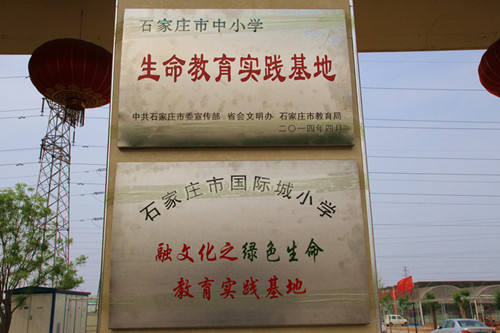 石家庄市中小学
生命教育实践基地
中共石家庄市委宣传部 省会文明办 石家庄市教育局
二〇一四年四月
石家庄市国际城小学
融文化之绿色生命
教育实践基地